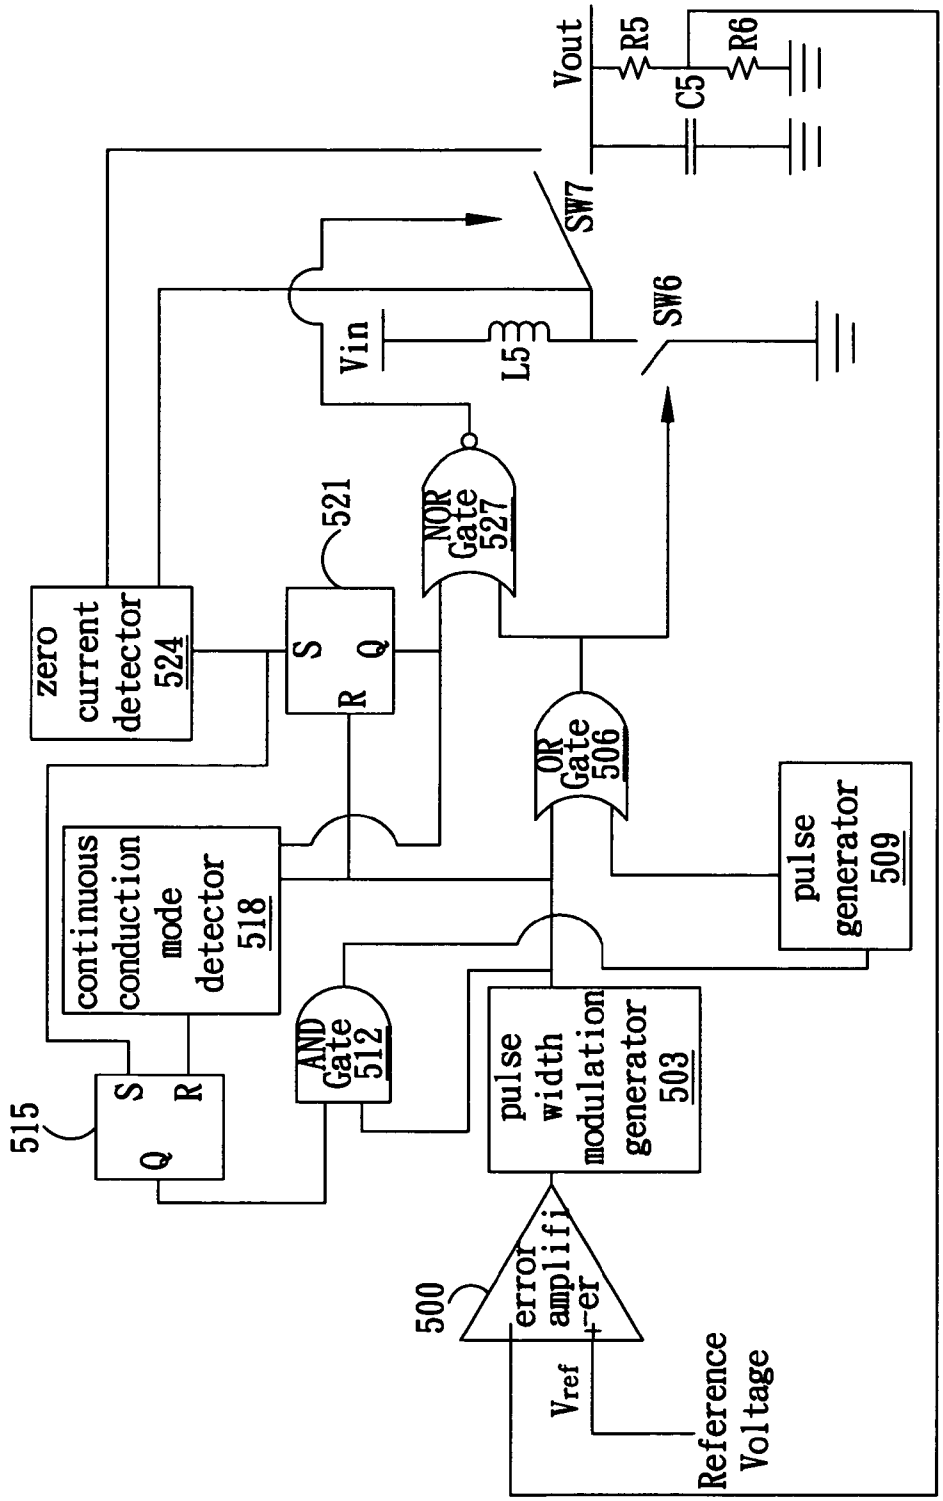 515
Q
S
R
continuous
conduction
mode
detector
518
zero
current
detector
524
AND
Gate
512
R
S
Q
521
NOR
Gate
527
Vin
L5
SW7
SW6
Vout
R5
R6
C5
500
error
amplifi
-er
+
Vref
Reference
Voltage
pulse
width
modulation
generator
503
OR
Gate
506
pulse
generator
509